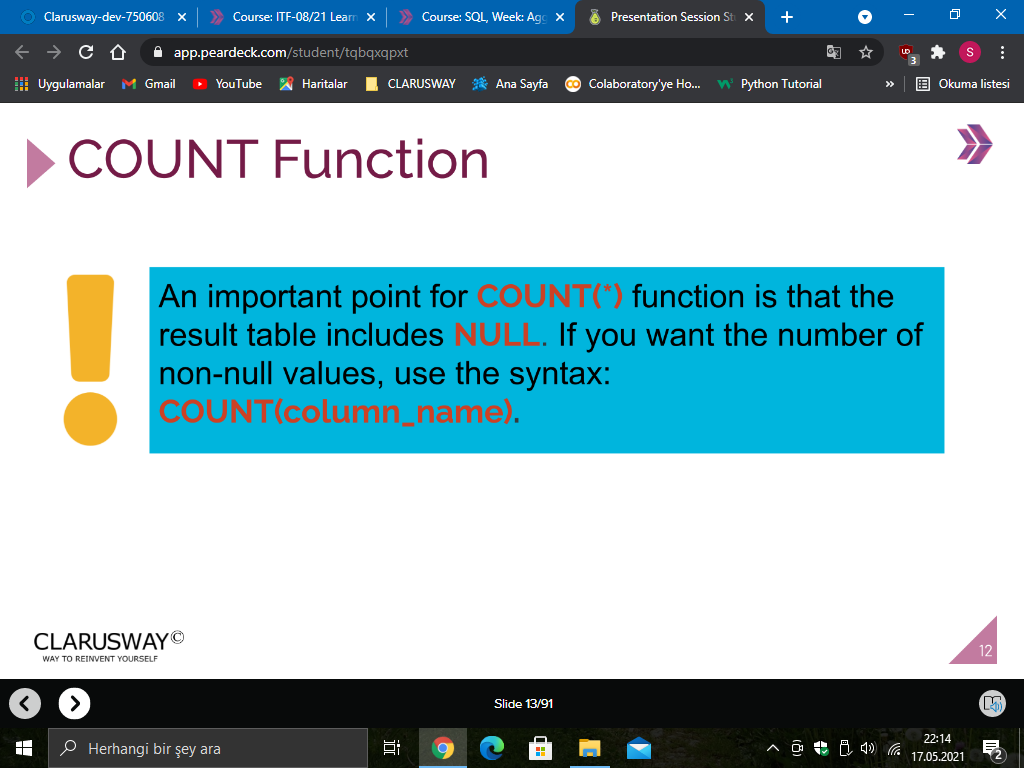 Clarusway-dev-750608
Course: ITF-08/21 Learn
Course: SQL, Week: Agg
Presentation Session St
app.peardeck.com/student/tqbqxqpxt
UD
3
S
Uygulamalar
Gmail
YouTube
Haritalar
CLARUSWAY
Ana Sayfa
Colaboratory'ye Ho...
Python Tutorial
»
Okuma listesi
COUNT Function
An important point for COUNT(*) function is that the
result table includes NULL. If you want the number of
non-null values, use the syntax:
COUNT(column_name).
CLARUSWAY©
WAY TO REINVENT YOURSELF
12
Slide 13/91
Herhangi bir şey ara
22:14
17.05.2021
2